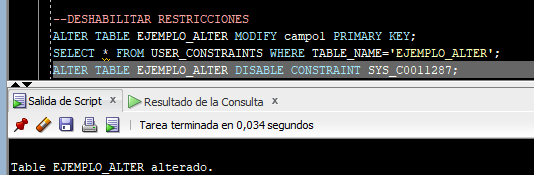 --DESHABILITAR RESTRICCIONES
ALTER TABLE EJEMPLO_ALTER MODIFY campo1 PRIMARY KEY;
SELECT * FROM USER_CONSTRAINTS WHERE TABLE_NAME='EJEMPLO_ALTER';
ALTER TABLE EJEMPLO_ALTER DISABLE CONSTRAINT SYS_C0011287;
Salida de Script x Resultado de la Consulta x
Tarea terminada en 0,034 segundos
Table EJEMPLO_ALTER alterado.